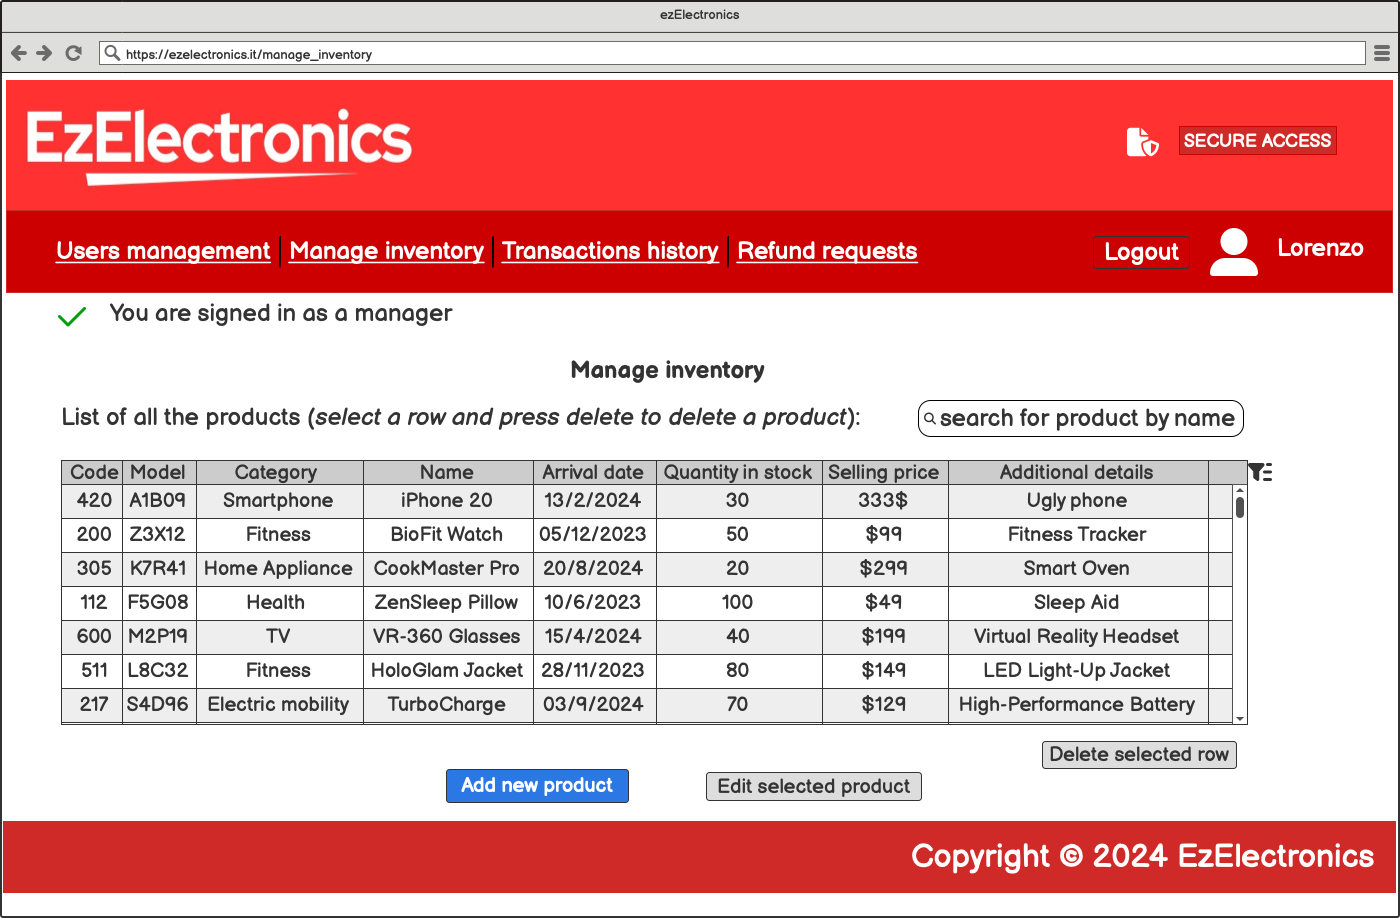 ezElectronics
https://ezelectronics.it/manage_inventory
EzElectronics
SECURE ACCESS
Users management Manage inventory Transactions history Refund requests Logout Lorenzo
You are signed in as a manager
Manage inventory
List of all the products (select a row and press delete to delete a product): search for product by name
Code Model Category Name Arrival date Quantity in stock Selling price Additional details
420 A1B09 Smartphone iPhone 20 13/2/2024 30 333$ Ugly phone
200 Z3X12 Fitness BioFit Watch 05/12/2023 50 $99 Fitness Tracker
305 K7R41 Home Appliance CookMaster Pro 20/8/2024 20 $299 Smart Oven
112 F5G08 Health ZenSleep Pillow 10/6/2023 100 $49 Sleep Aid
600 M2P19 TV VR-360 Glasses 15/4/2024 40 $199 Virtual Reality Headset
511 L8C32 Fitness HoloGlam Jacket 28/11/2023 80 $149 LED Light-Up Jacket
217 S4D96 Electric mobility TurboCharge 03/9/2024 70 $129 High-Performance Battery
Delete selected row
Add new product Edit selected product
Copyright © 2024 EzElectronics